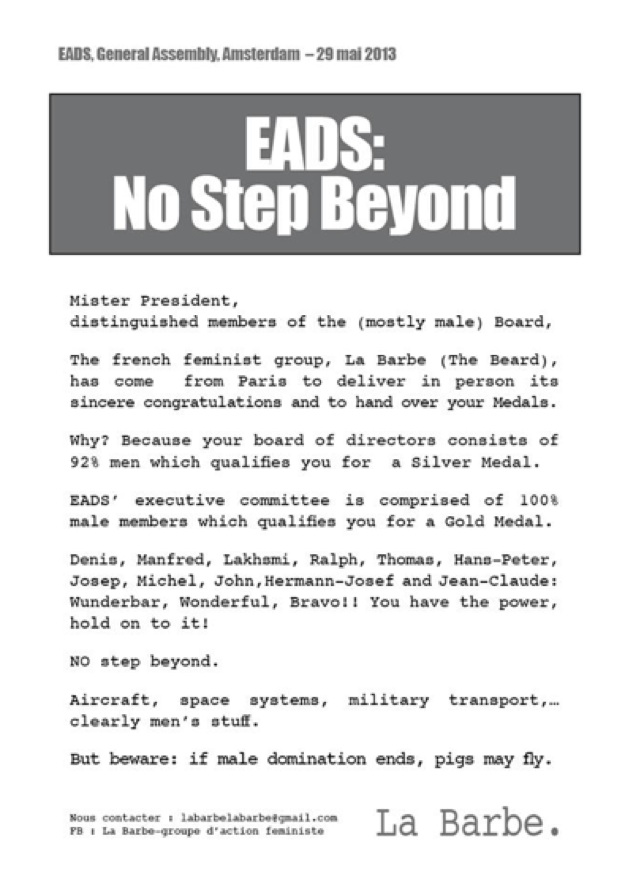 EADS, General Assembly, Amsterdam – 29 mai 2013
EADS:
No Step Beyond
Mister President,
distinguished members of the (mostly male) Board,
The french feminist group, La Barbe (The Beard),
has come from Paris to deliver in person its
sincere congratulations and to hand over your Medals.
Why? Because your board of directors consists of
92% men which qualifies you for a Silver Medal.
EADS’ executive committee is comprised of 100%
male members which qualifies you for a Gold Medal.
Denis, Manfred, Lakhsmi, Ralph, Thomas, Hans-Peter,
Josep, Michel, John,Hermann-Josef and Jean-Claude:
Wunderbar, Wonderful, Bravo!! You have the power,
hold on to it!
NO step beyond.
Aircraft, space systems, military transport,…
clearly men’s stuff.
But beware: if male domination ends, pigs may fly.
Nous contacter : labarbelabarbe@gmail.com
FB : La Barbe-groupe d’action feministe
La Barbe.